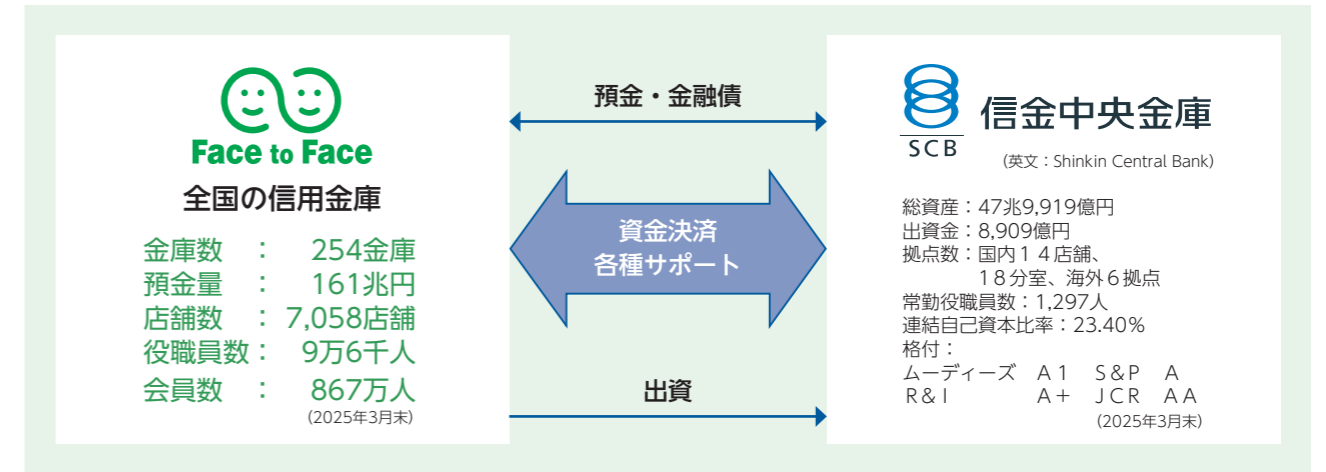 Face to Face
全国の信用金庫
金庫数 : 254金庫
預金量 : 161兆円
店舗数 : 7,058店舗
役職員数: 9万6千人
会員数 : 867万人
(2025年3月末)
預金・金融債
資金決済
各種サポート
出資
SCB
信金中央金庫
(英文:Shinkin Central Bank)
総資産:47兆9,919億円
出資金:8,909億円
拠点数:国内14店舗、
18分室、海外6拠点
常勤役職員数:1,297人
連結自己資本比率:23.40%
格付:
ムーディーズ A1 S&P A
R&I A+ JCR AA
(2025年3月末)